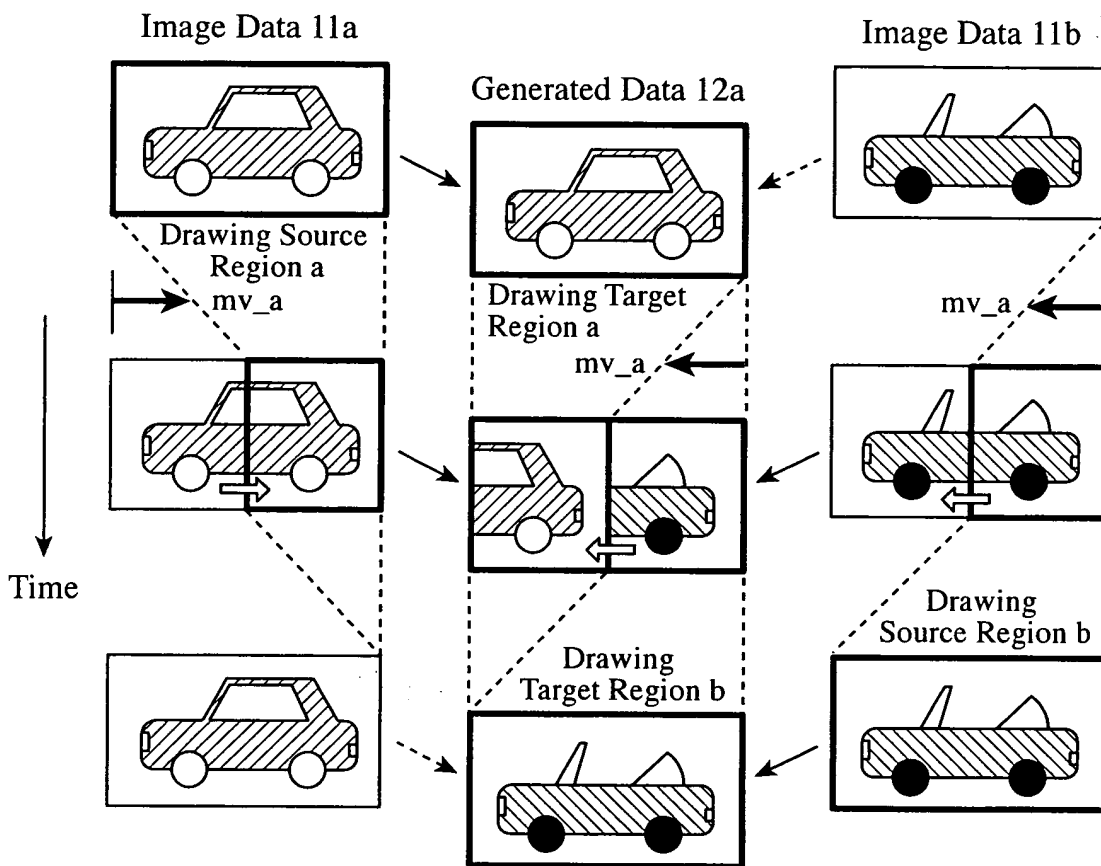 Image Data 11a
Image Data 11b
Generated Data 12a
Drawing Source
Region a
mv_a
Drawing Target
Region a
mv_a
mv_a
Time
Drawing
Target Region b
Drawing
Source Region b